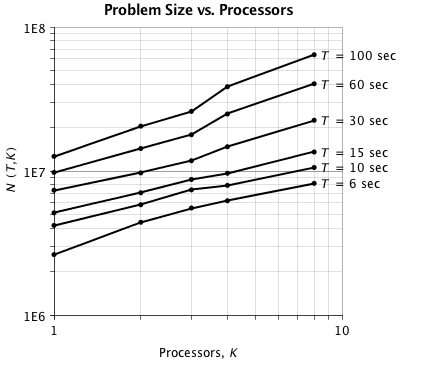 Problem Size vs. Processors
1E8
T = 100 sec
T = 60 sec
T = 30 sec
T = 15 sec
1E7
T = 10 sec
T = 6 sec
N (T,K)
1E6
1
10
Processors, K